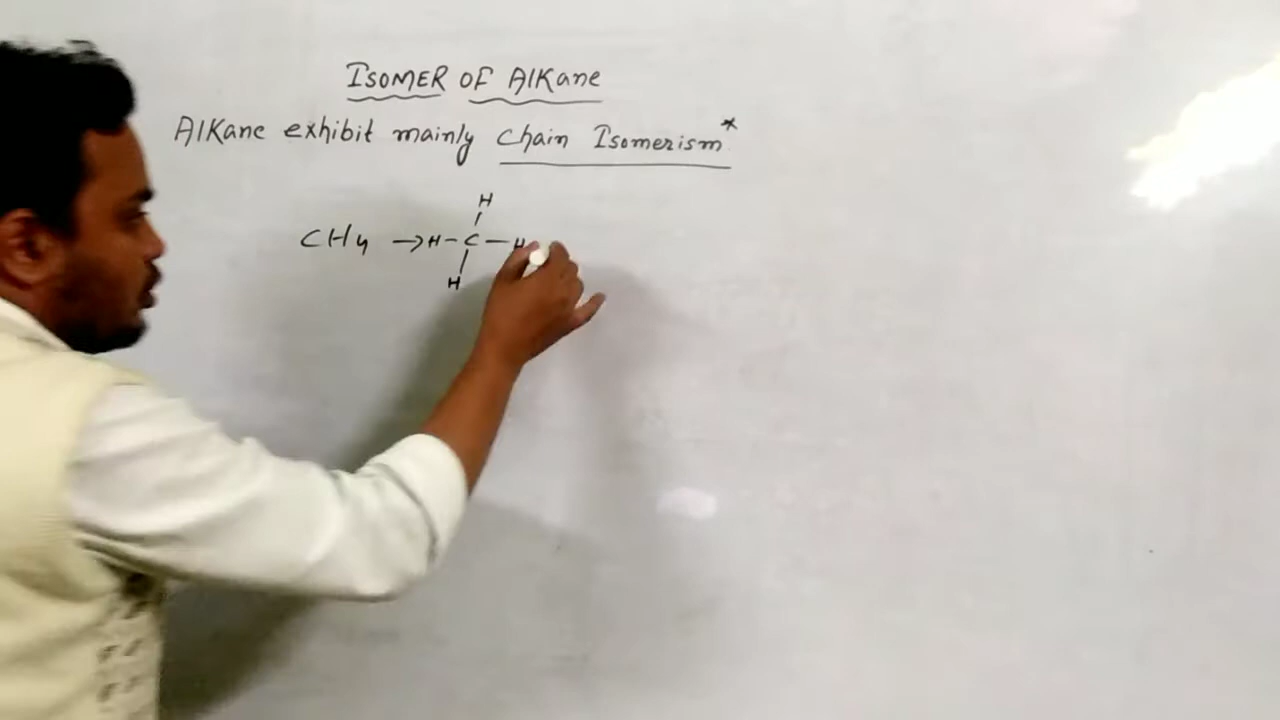 ISOMER OF AlKane
AlKane exhibit mainly chain Isomerism*
H
CH4 → H - C - H
H